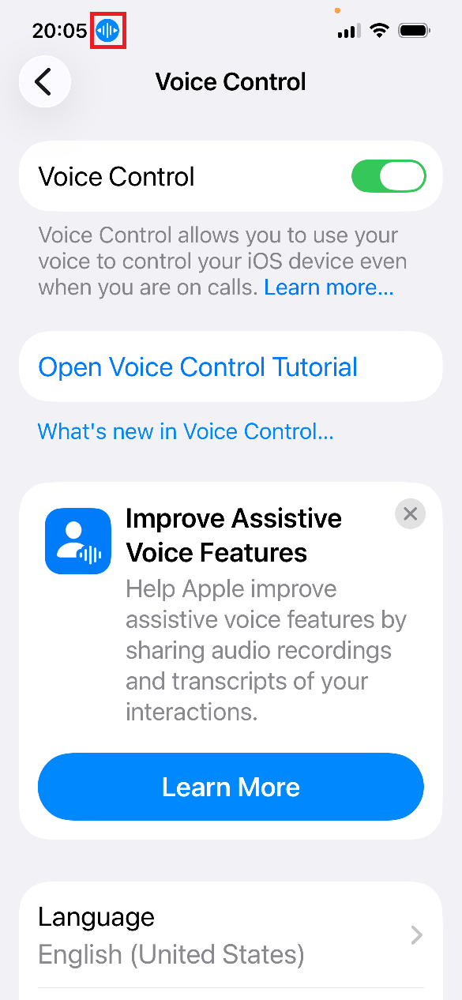 20:05
Voice Control
Voice Control
Voice Control allows you to use your
voice to control your iOS device even
when you are on calls. Learn more...
Open Voice Control Tutorial
What's new in Voice Control...
Improve Assistive
Voice Features
Help Apple improve
assistive voice features by
sharing audio recordings
and transcripts of your
interactions.
Learn More
Language
English (United States)